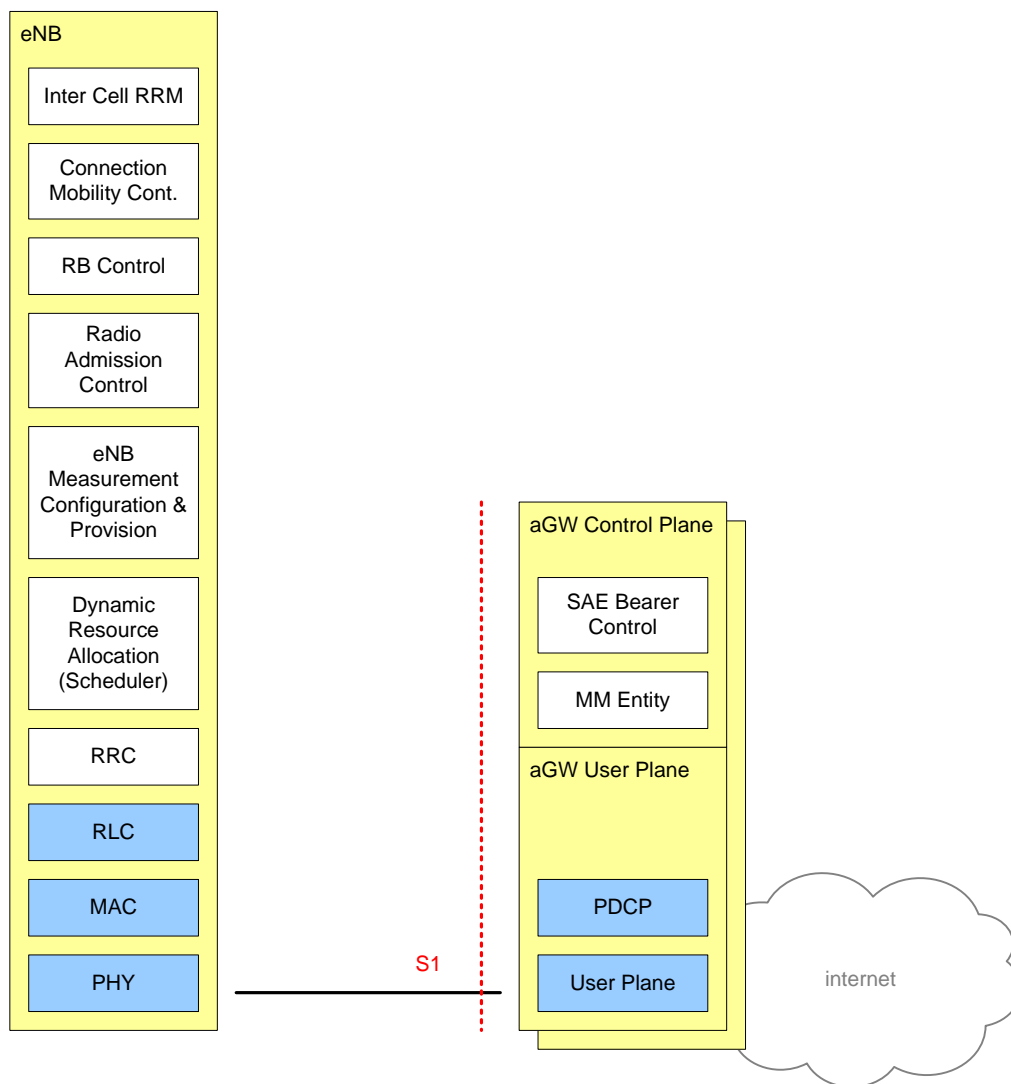 eNB
Inter Cell RRM
Connection
Mobility Cont.
RB Control
Radio
Admission
Control
eNB
Measurement
Configuration &
Provision
Dynamic
Resource
Allocation
(Scheduler)
RRC
RLC
MAC
PHY
S1
aGW Control Plane
SAE Bearer
Control
MM Entity
aGW User Plane
PDCP
User Plane
internet